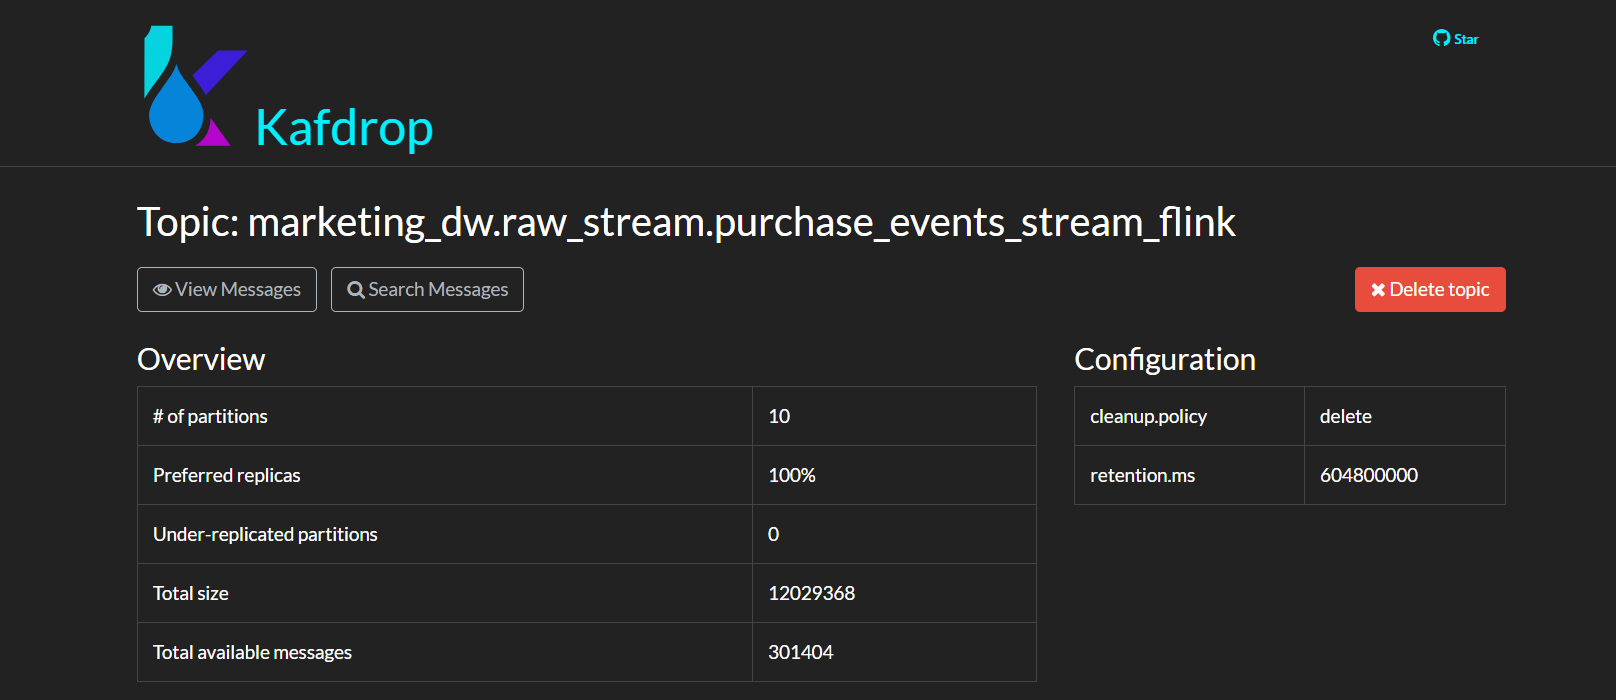 Star
Kafdrop
Topic: marketing_dw.raw_stream.purchase_events_stream_flink
View Messages Search Messages Delete topic
Overview
# of partitions 10
Preferred replicas 100%
Under-replicated partitions 0
Total size 12029368
Total available messages 301404
Configuration
cleanup.policy delete
retention.ms 604800000